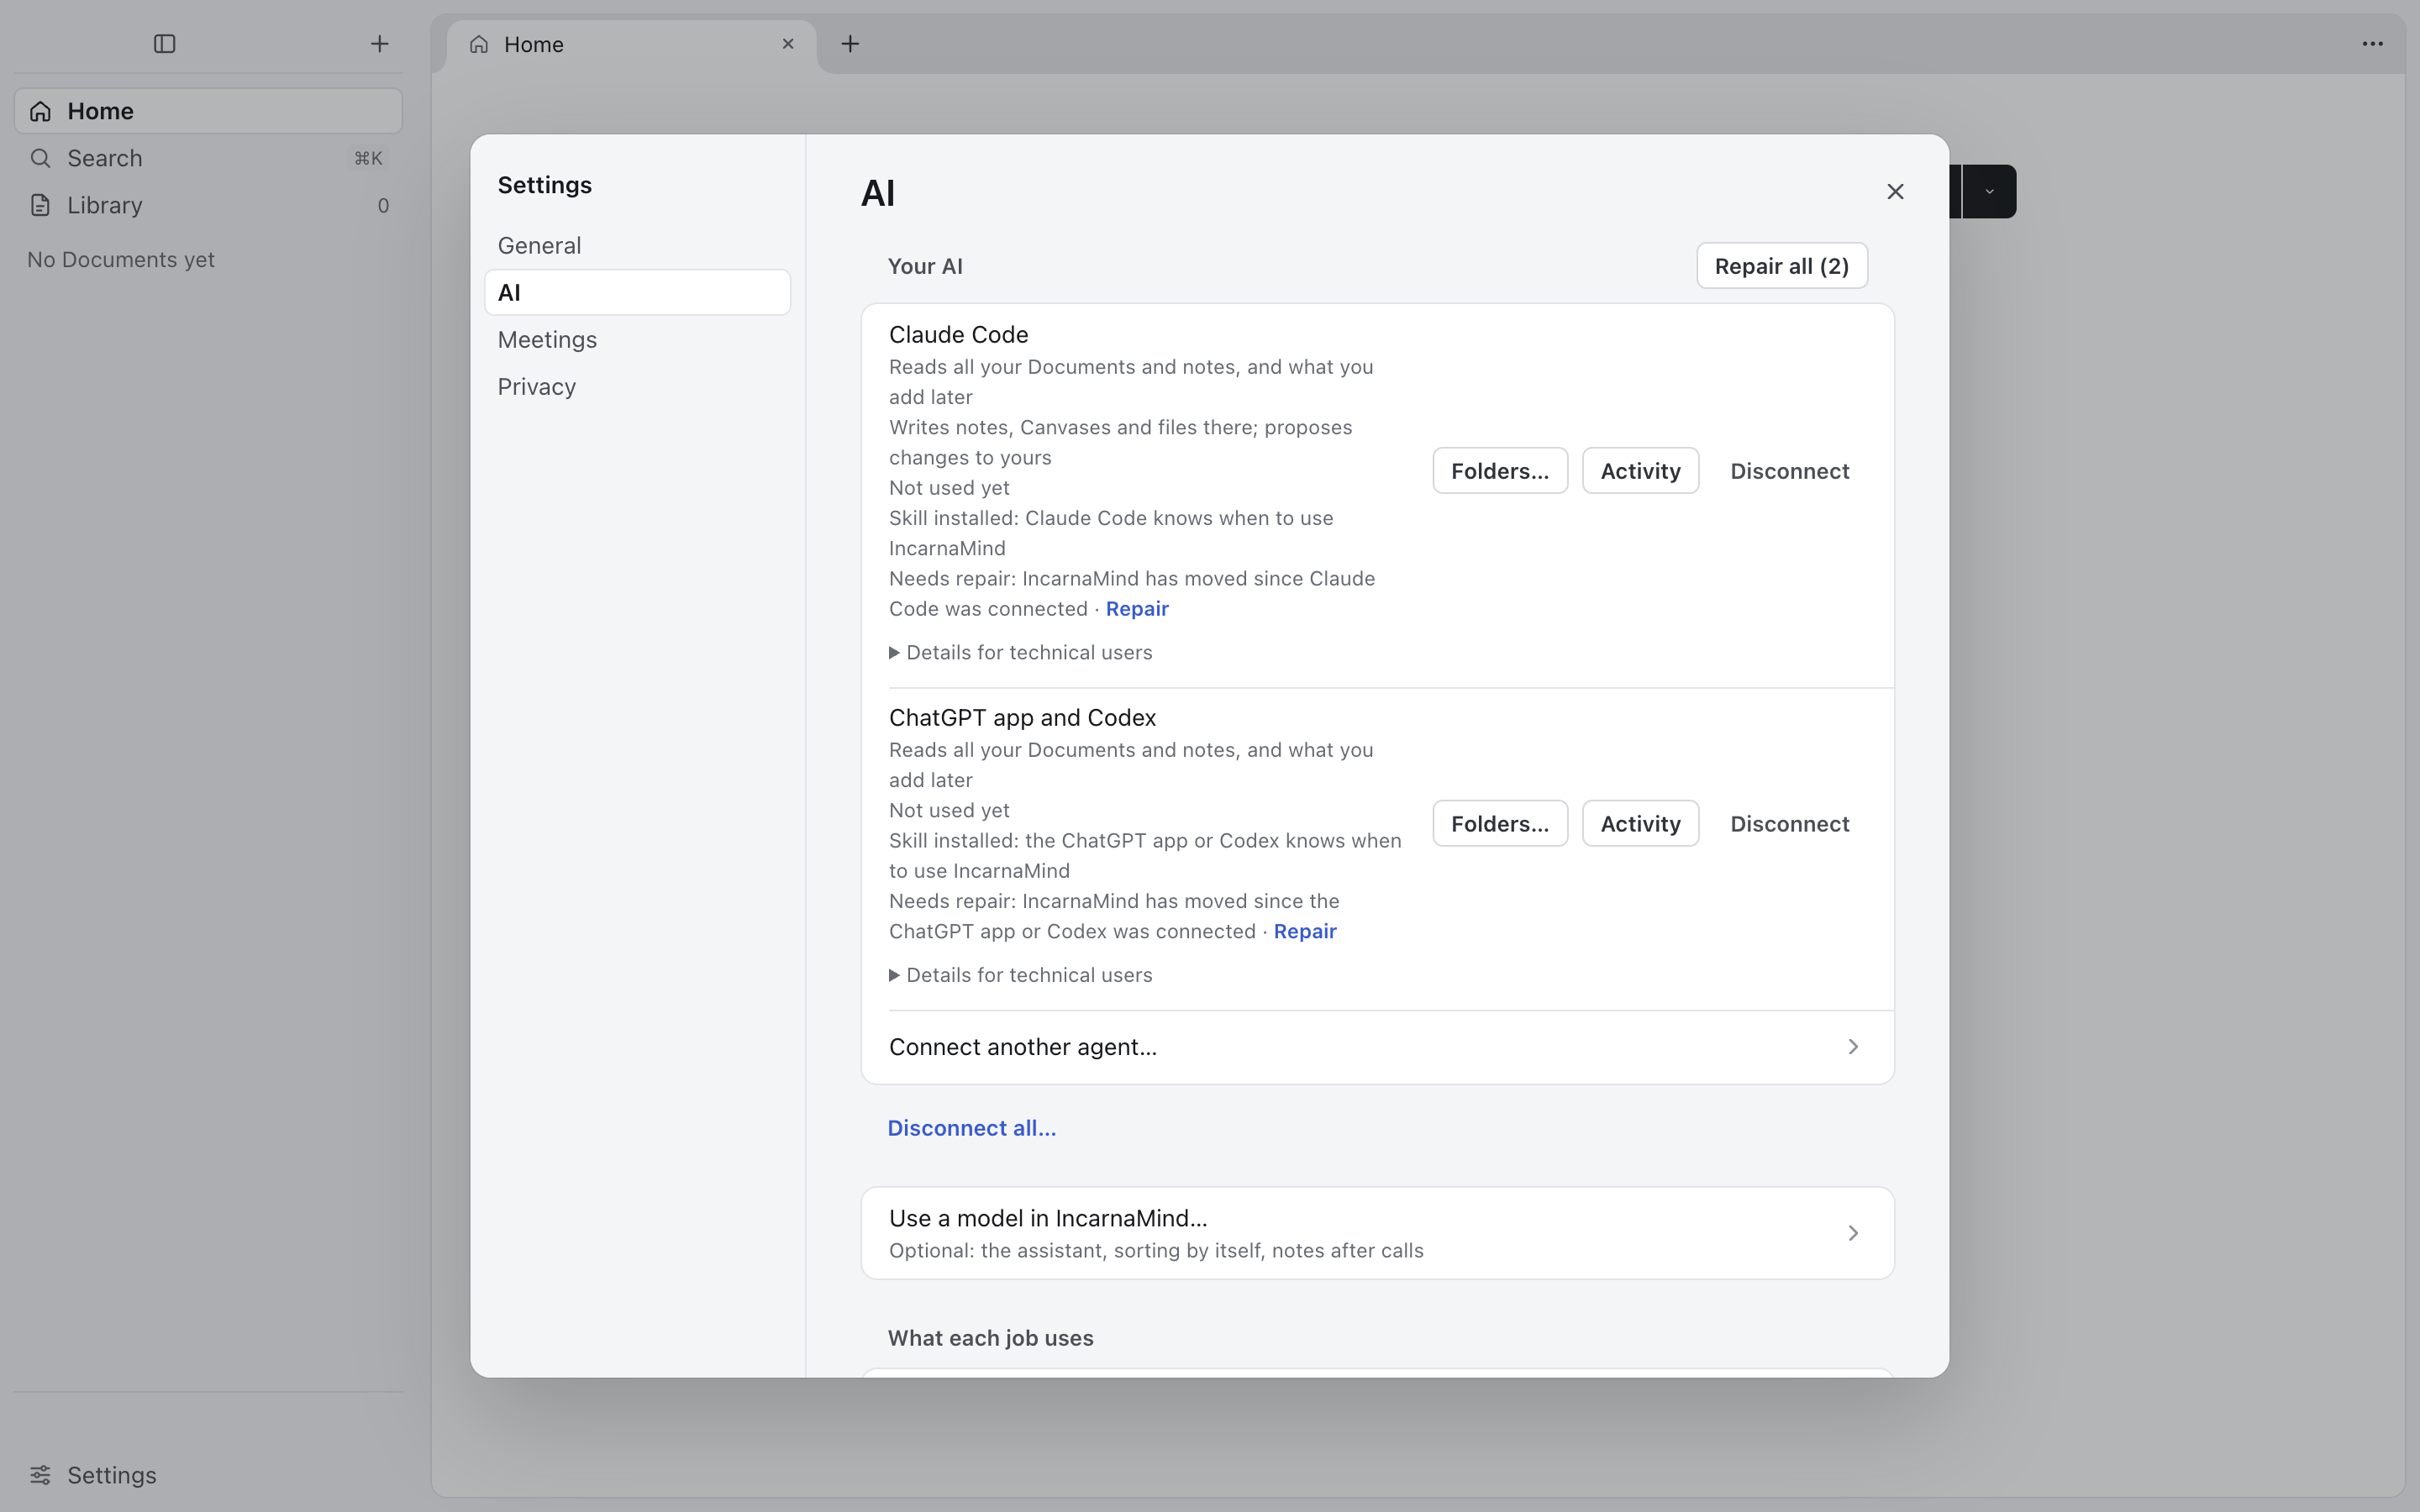 Home
Home
Search ⌘K
Library 0
No Documents yet
Settings
Settings
General
AI
Meetings
Privacy
AI
Your AI
Repair all (2)
Claude Code
Reads all your Documents and notes, and what you
add later
Writes notes, Canvases and files there; proposes
changes to yours
Not used yet
Skill installed: Claude Code knows when to use
IncarnaMind
Needs repair: IncarnaMind has moved since Claude
Code was connected · Repair
Details for technical users
Folders... Activity Disconnect
ChatGPT app and Codex
Reads all your Documents and notes, and what you
add later
Not used yet
Skill installed: the ChatGPT app or Codex knows when
to use IncarnaMind
Needs repair: IncarnaMind has moved since the
ChatGPT app or Codex was connected · Repair
Details for technical users
Folders... Activity Disconnect
Connect another agent...
Disconnect all...
Use a model in IncarnaMind...
Optional: the assistant, sorting by itself, notes after calls
What each job uses